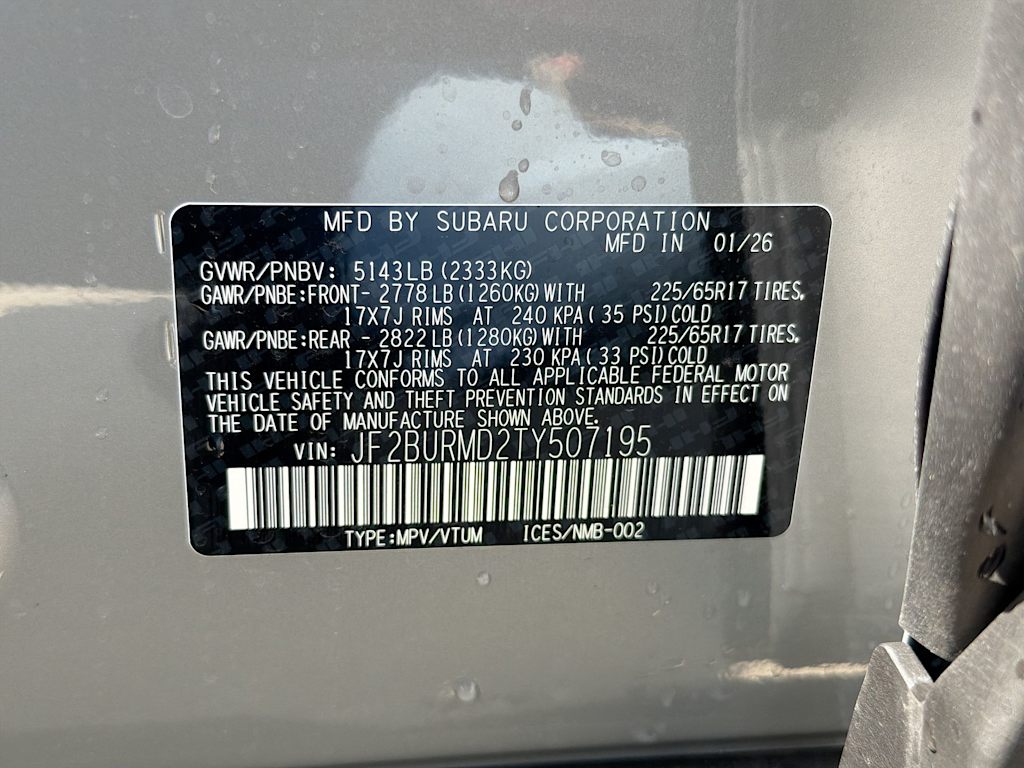 MFD BY SUBARU CORPORATION
MFD IN 01/26
GVWR/PNBV: 5143LB (2333KG)
GAWR/PNBE:FRONT- 2778 LB (1260KG) WITH 225/65R17 TIRES,
17X7J RIMS AT 240 KPA ( 35 PSI) COLD
GAWR/PNBE:REAR - 2822 LB (1280KG) WITH 225/65R17 TIRES,
17X7J RIMS AT 230 KPA ( 33 PSI) COLD
THIS VEHICLE CONFORMS TO ALL APPLICABLE FEDERAL MOTOR
VEHICLE SAFETY AND THEFT PREVENTION STANDARDS IN EFFECT ON
THE DATE OF MANUFACTURE SHOWN ABOVE.
VIN: JF2BURMD2TY507195
TYPE:MPV/VTUM ICES/NMB-002